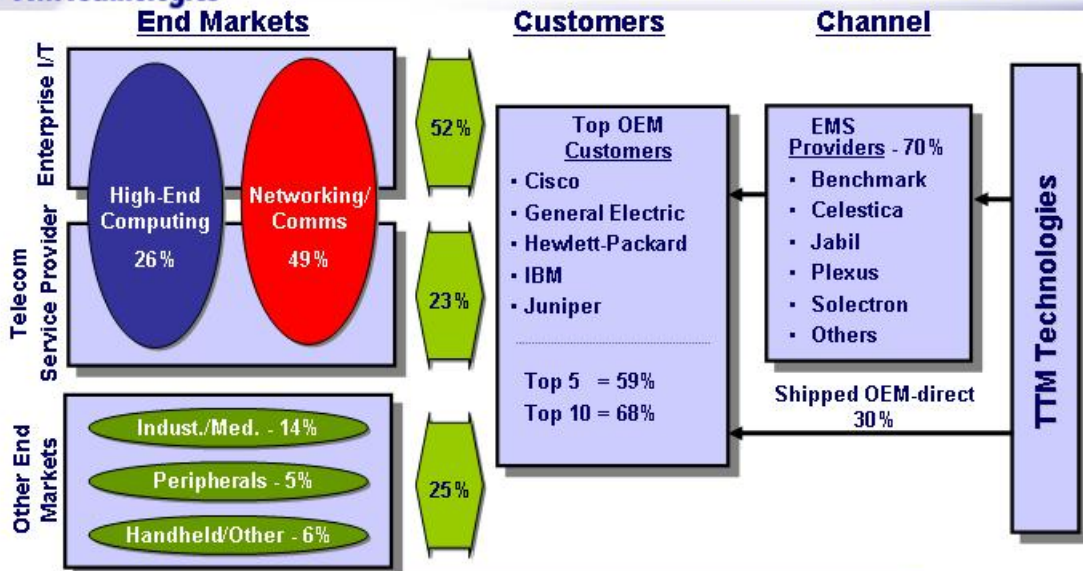 End Markets
Customers
Channel
Enterprise I/T
Telecom
Service Provider
Other End
Markets
High-End
Computing
26%
Networking/
Comms
49%
Indust./Med. - 14%
Peripherals - 5%
Handheld/Other - 6%
52%
23%
25%
Top OEM
Customers
▪ Cisco
▪ General Electric
▪ Hewlett-Packard
▪ IBM
▪ Juniper
Top 5 = 59%
Top 10 = 68%
EMS
Providers - 70%
▪ Benchmark
▪ Celestica
▪ Jabil
▪ Plexus
▪ Solectron
▪ Others
Shipped OEM-direct
30%
TTM Technologies